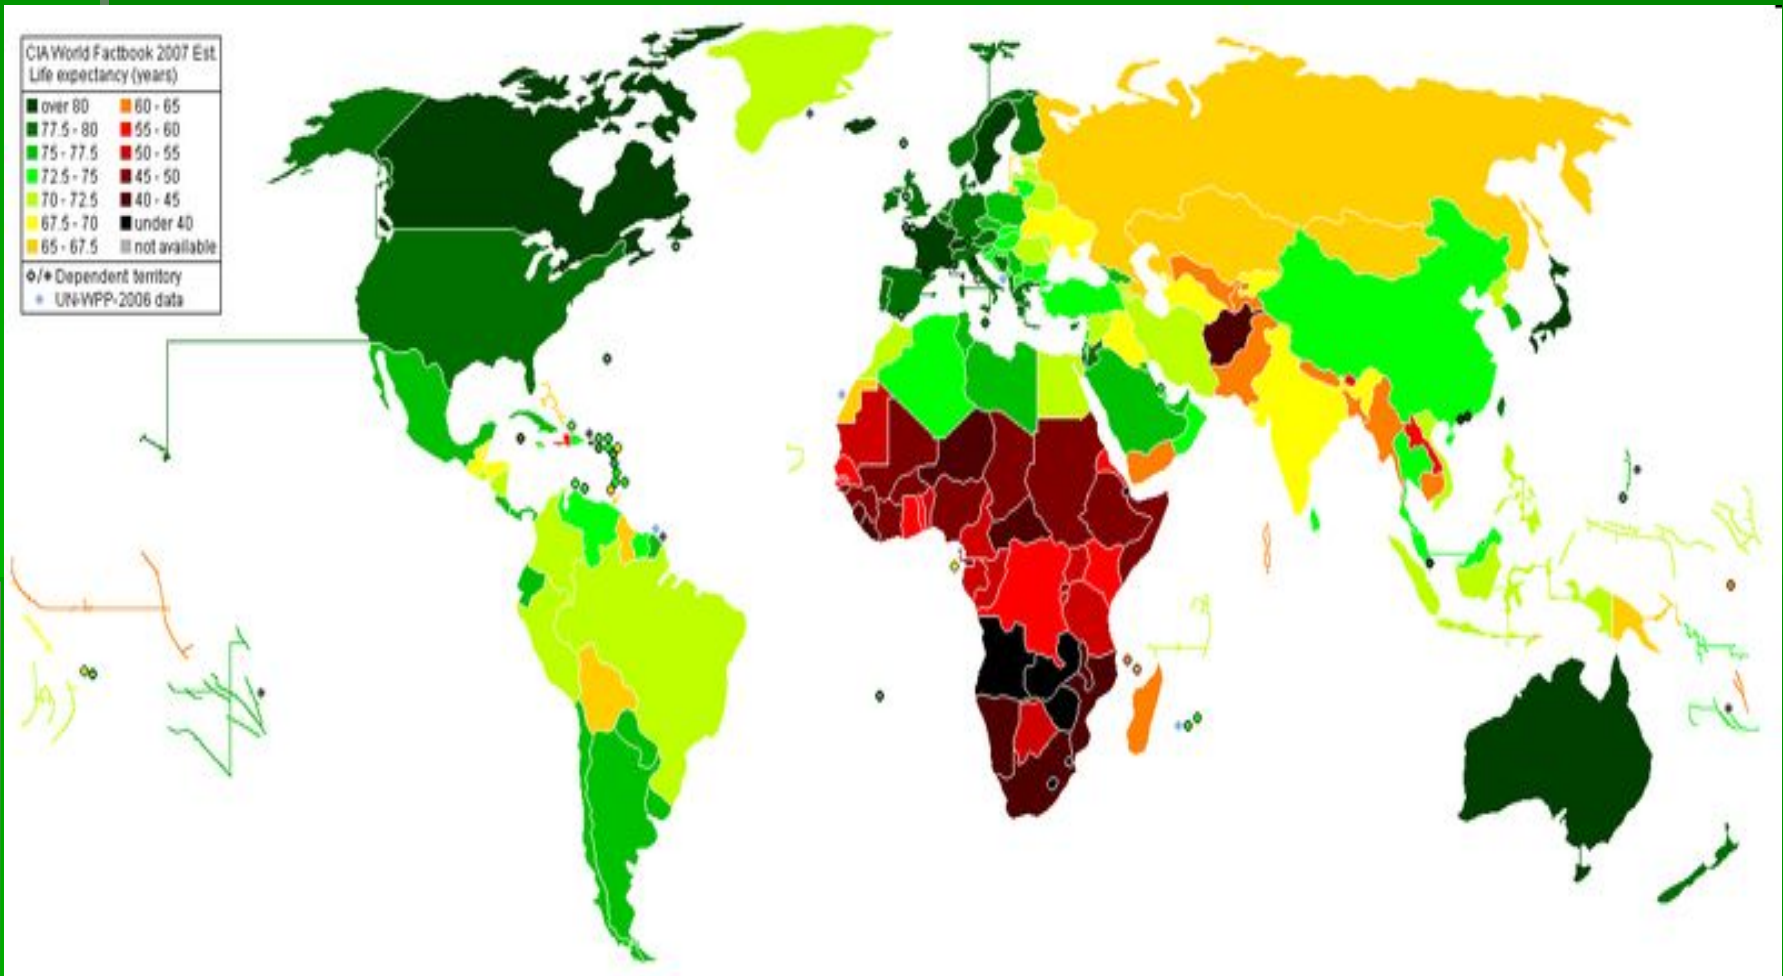 CIA World Factbook 2007 Est.
Life expectancy (years)
over 80
77.5 - 80
75 - 77.5
72.5 - 75
70 - 72.5
67.5 - 70
65 - 67.5
60 - 65
55 - 60
50 - 55
45 - 50
40 - 45
under 40
not available
/ Dependent territory
UN-WPP-2006 data